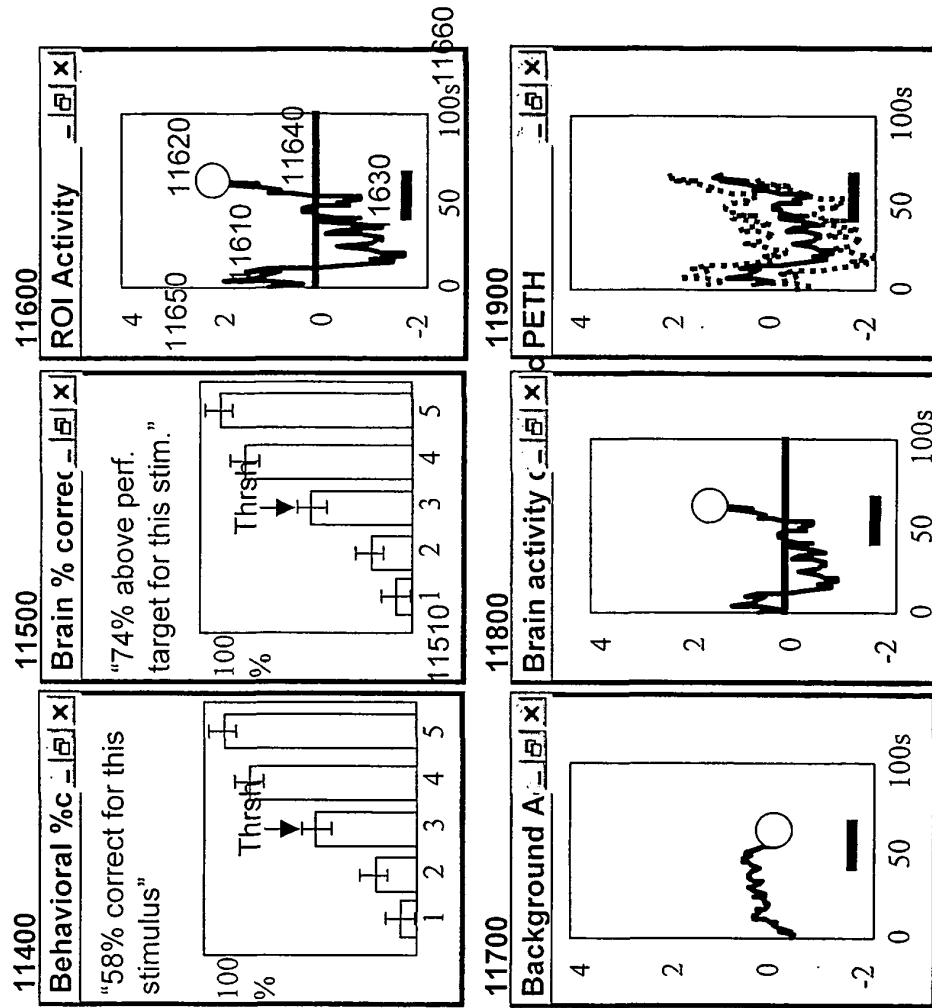 11400
Behavioral %c
"58% correct for this
stimulus"
100
%
Thrsh
1 2 3 4 5
11500
Brain % correc
"74% above perf.
target for this stim."
100
%
Thrsh
11510
1 2 3 4 5
11600
ROI Activity
4
2
0
-2
11650
11610
11620
11640
1630
0 50 100s
11660
11700
Background A
4
2
0
-2
0 50 100s
11800
Brain activity c
4
2
0
-2
0 50 100s
11900
c PETH
4
2
0
-2
0 50 100s